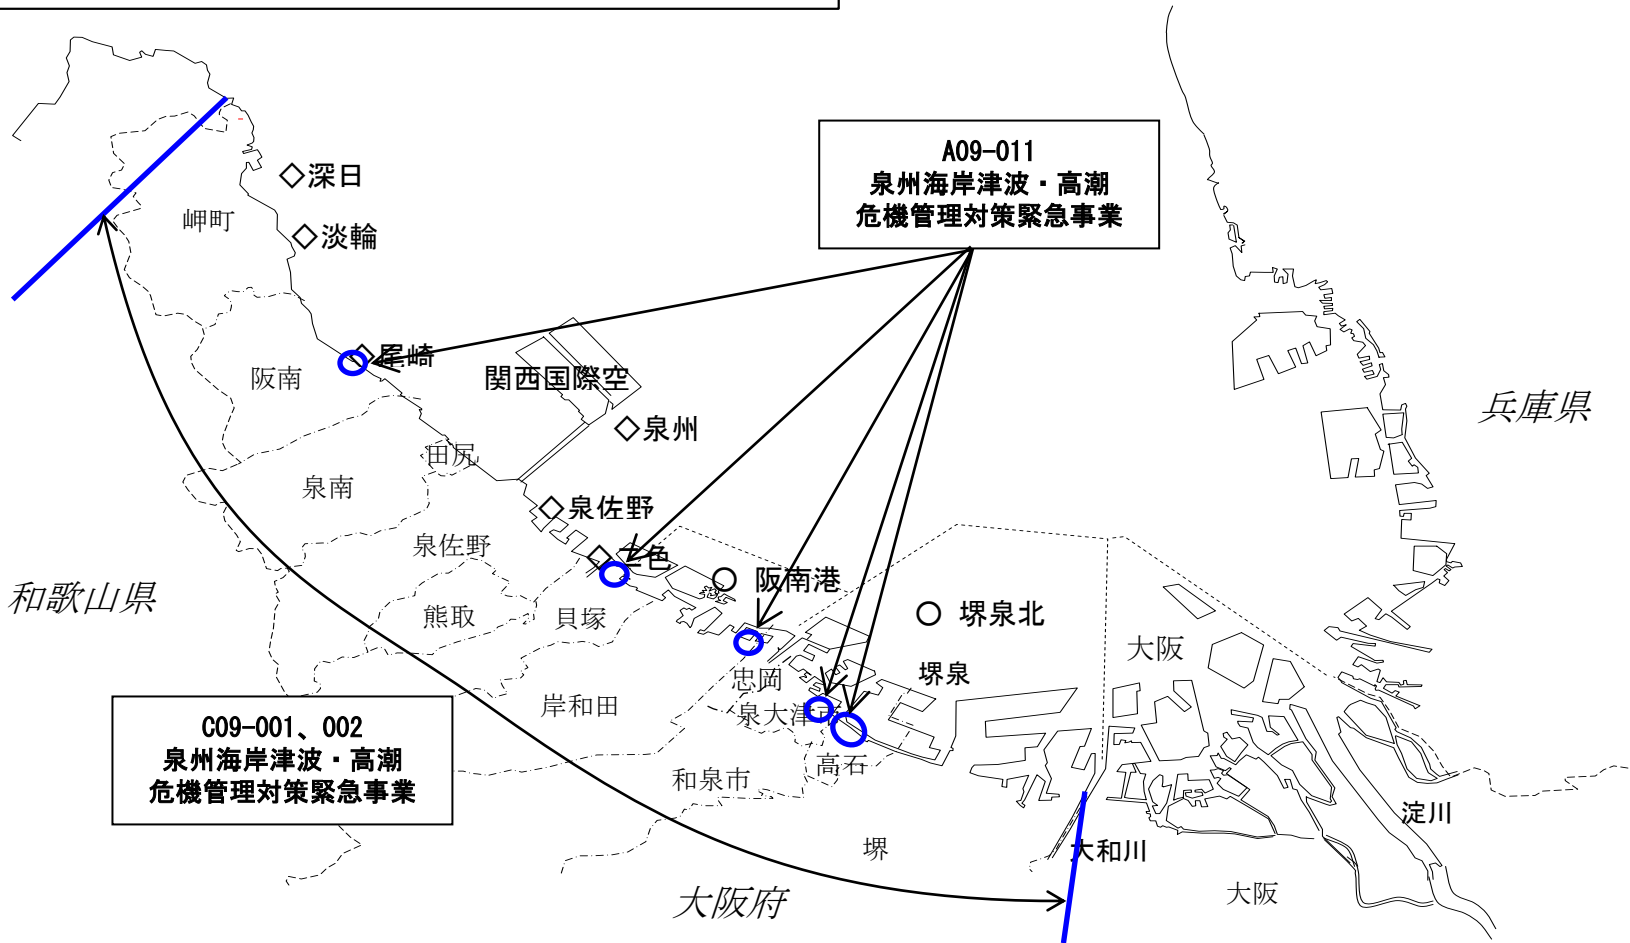 A09-011
泉州海岸津波・高潮
危機管理対策緊急事業
◇深日
岬町
◇淡輪
◇尾崎
阪南
関西国際空
◇泉州
兵庫県
田尻
泉南
◇泉佐野
泉佐野
◇二色
○ 阪南港
和歌山県
熊取
貝塚
○ 堺泉北
大阪
堺泉
忠岡
岸和田
泉大津市
高石
和泉市
C09-001、002
泉州海岸津波・高潮
危機管理対策緊急事業
淀川
堺
大和川
大阪府
大阪